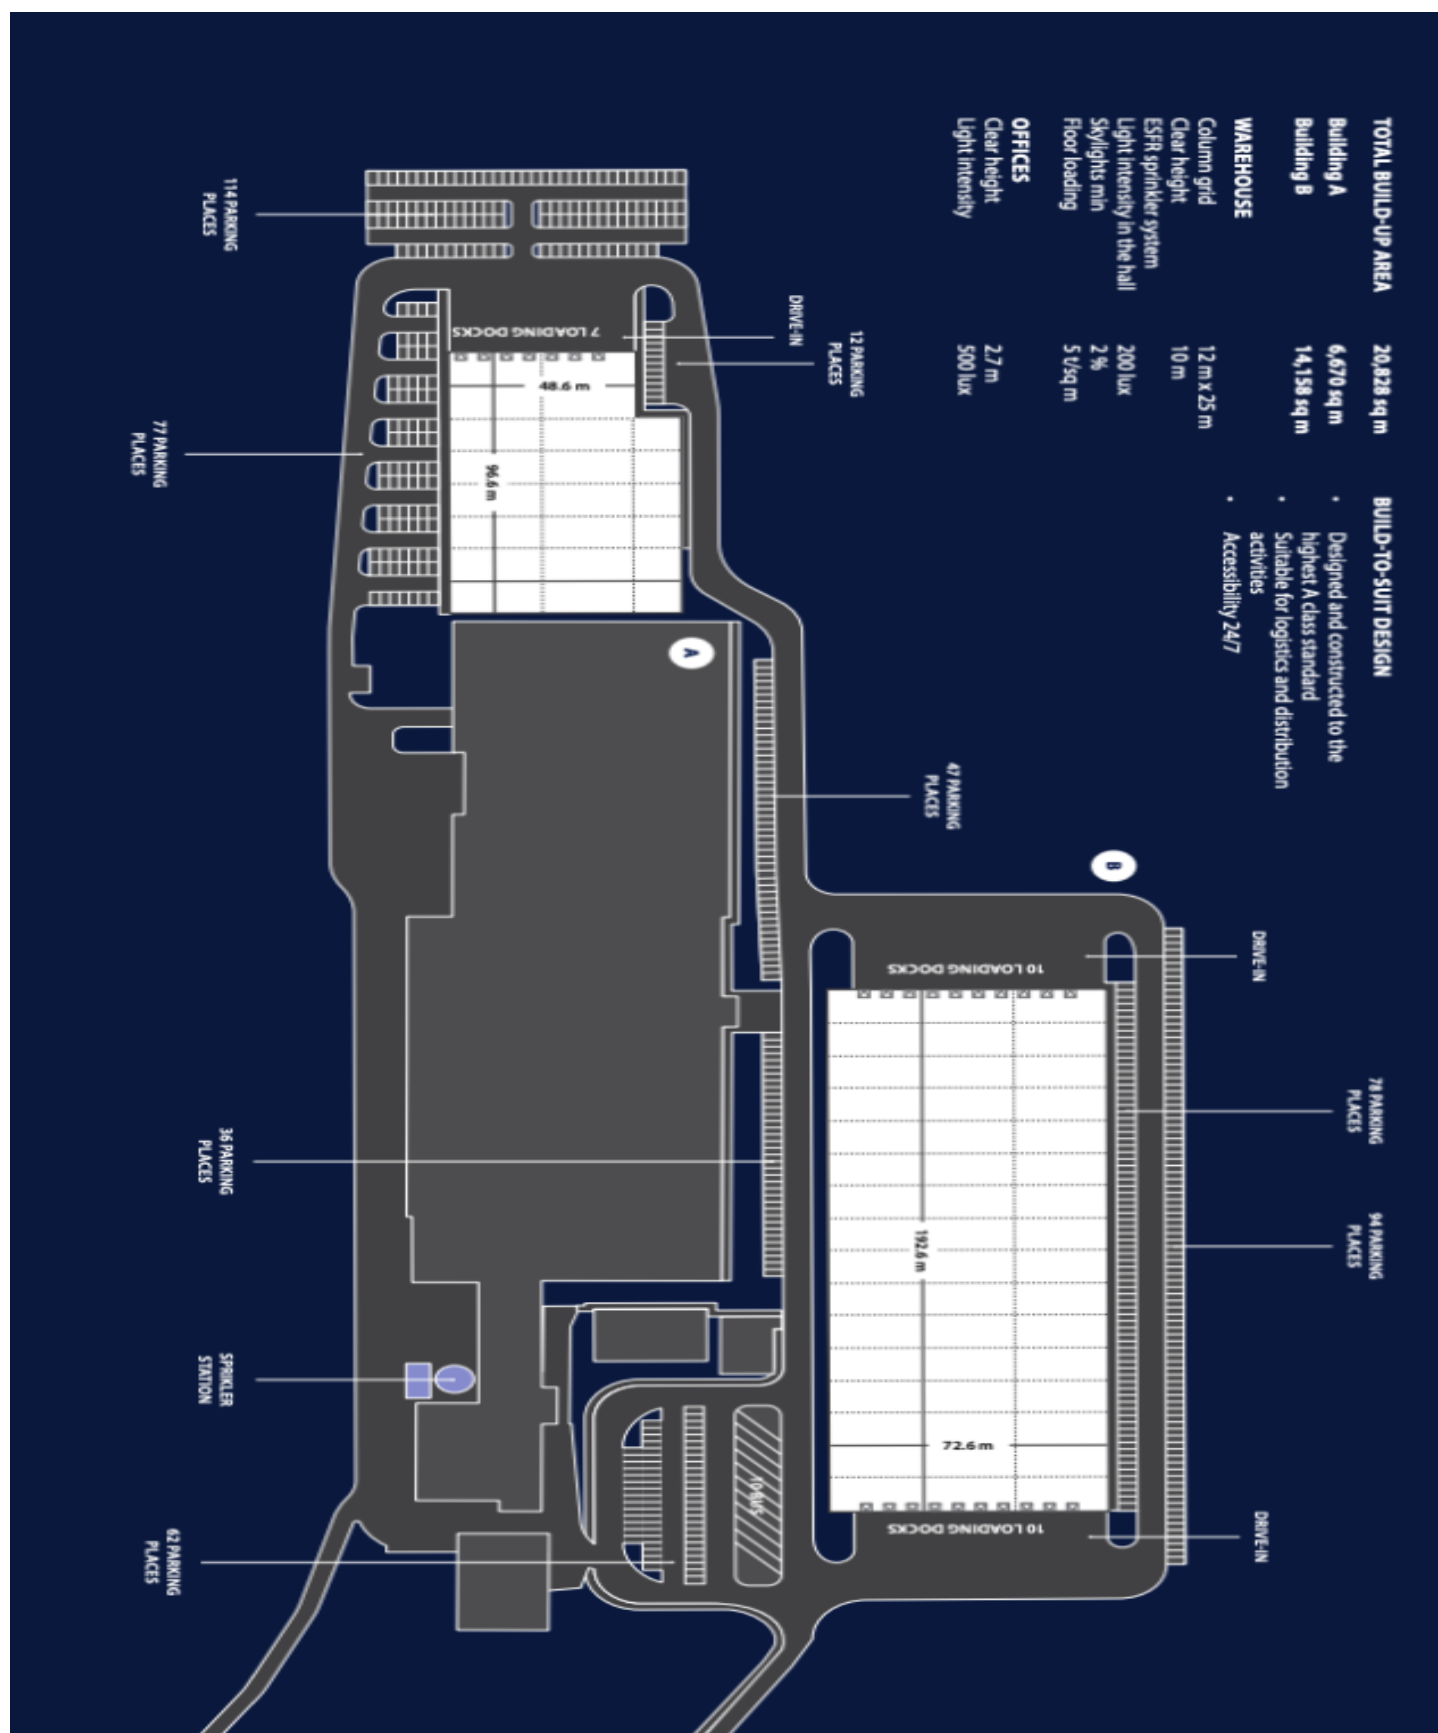 TOTAL BUILD-UP AREA 20,828 sq m
Building A 6,670 sq m
Building B 14,158 sq m
WAREHOUSE
Column grid 12 m x 25 m
Clear height 10 m
ESFR sprinkler system
Light intensity in the hall 200 lux
Skylights min 2 %
Floor loading 5 t/sq m
OFFICES
Clear height 2.7 m
Light intensity 500 lux
BUILD-TO-SUIT DESIGN
• Designed and constructed to the
highest A class standard
• Suitable for logistics and distribution
activities
• Accessibility 24/7
114 PARKING
PLACES
DRIVE-IN
12 PARKING
PLACES
7 LOADING DOCKS
48.6 m
96.6 m
77 PARKING
PLACES
A
47 PARKING
PLACES
B
DRIVE-IN
10 LOADING DOCKS
78 PARKING
PLACES
94 PARKING
PLACES
36 PARKING
PLACES
192.6 m
72.6 m
SPRIKLER
STATION
10 BUS
10 LOADING DOCKS
DRIVE-IN
62 PARKING
PLACES